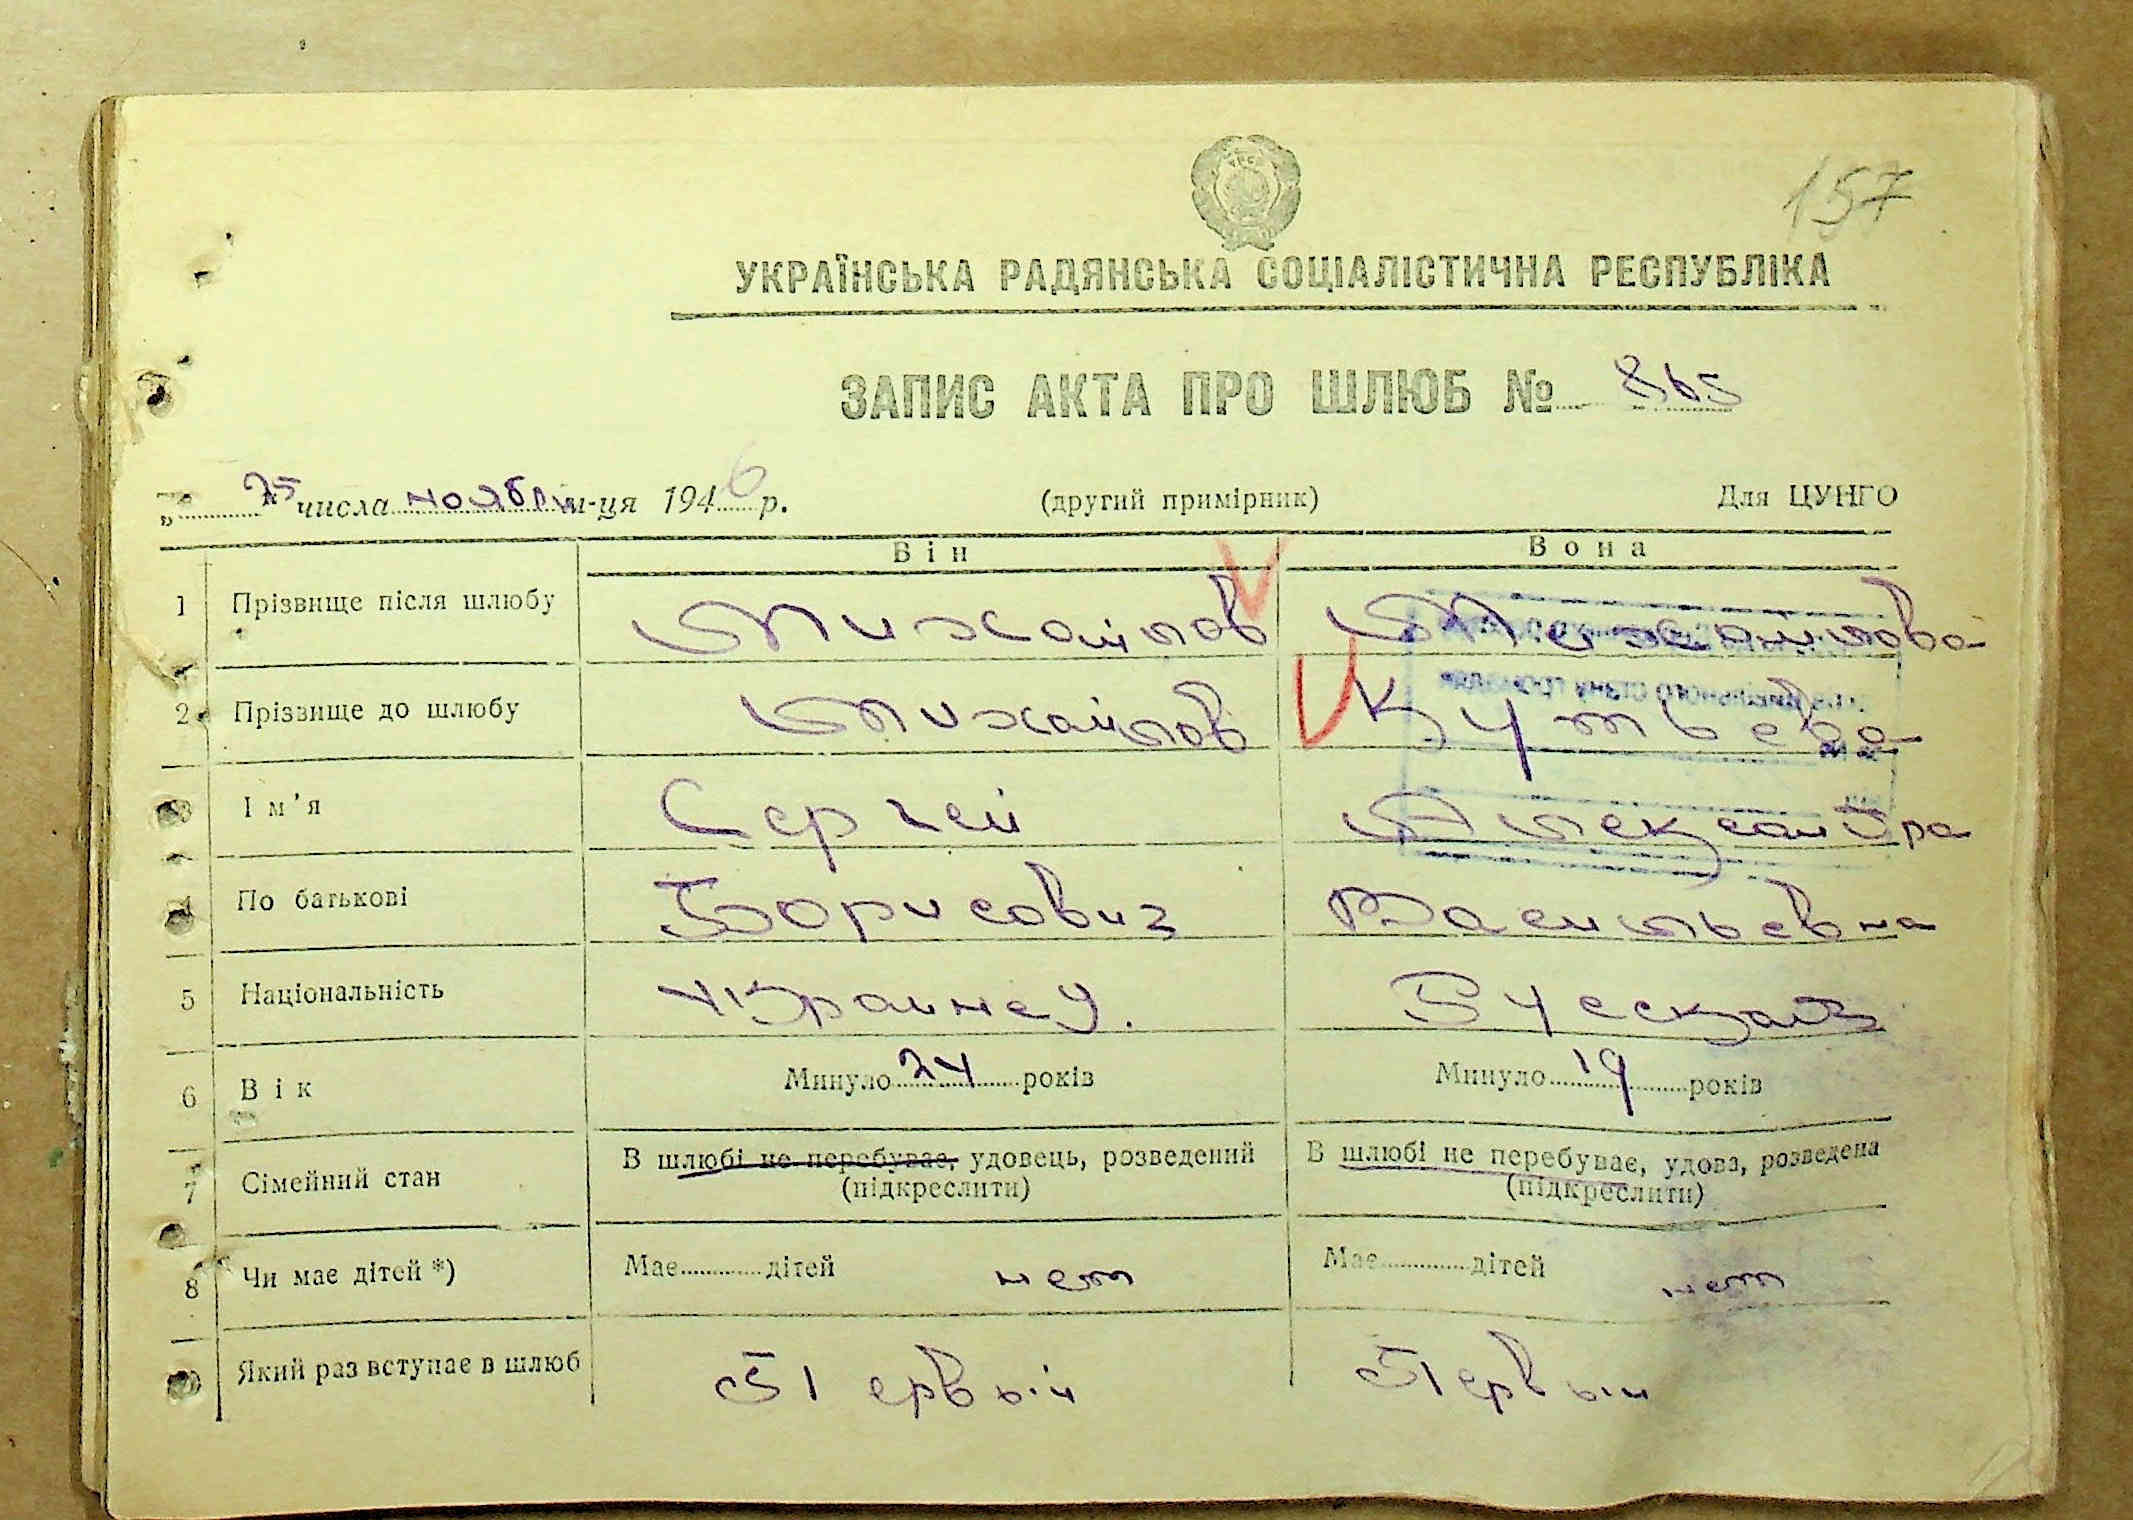 157
УКРАЇНСЬКА РАДЯНСЬКА СОЦІАЛІСТИЧНА РЕСПУБЛІКА
ЗАПИС АКТА ПРО ШЛЮБ № 865
„ 25 “ числа ноября м-ця 1946 р. (другий примірник) Для ЦУНГО
Він Вона
1 Прізвище після шлюбу Михайлов Михайлова
2 Прізвище до шлюбу Михайлов Кутьева
3 Ім’я Сергей Александра
4 По батькові Борисович Васильевна
5 Національність Украинец. Русская
6 Вік Минуло 24 років Минуло 19 років
7 Сімейний стан В шлюбі не перебуває, удовець, розведений (підкреслити) В шлюбі не перебуває, удова, розведена (підкреслити)
8 Чи має дітей *) Має дітей нет Має дітей нет
9 Який раз вступає в шлюб Первый Первый